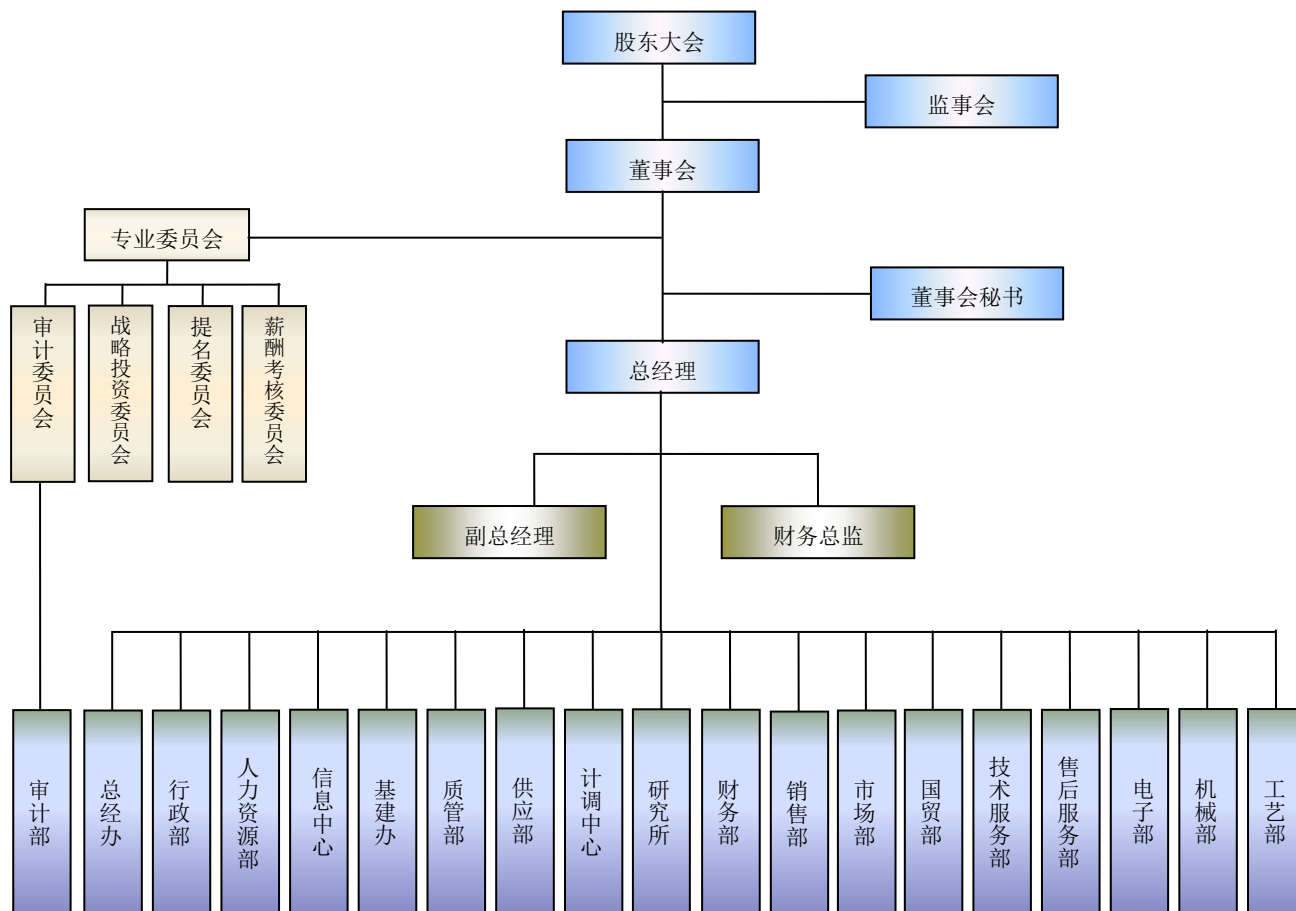 股东大会
监事会
董事会
专业委员会
董事会秘书
审计委员会
战略投资委员会
提名委员会
薪酬考核委员会
总经理
副总经理
财务总监
审计部
总经办
行政部
人力资源部
信息中心
基建办
质管部
供应部
计调中心
研究所
财务部
销售部
市场部
国贸部
技术服务部
售后服务部
电子部
机械部
工艺部